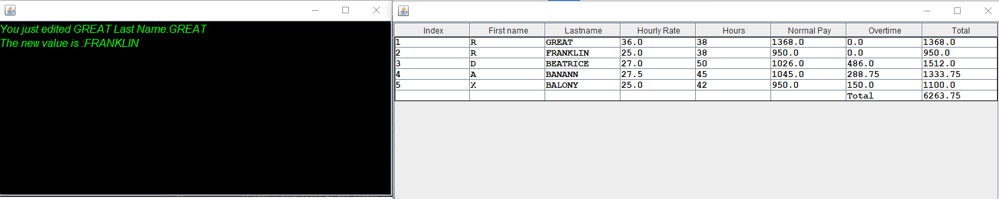 You just edited GREAT Last Name:GREAT
The new value is :FRANKLIN
Index First name Lastname Hourly Rate Hours Normal Pay Overtime Total
1 R GREAT 36.0 38 1368.0 0.0 1368.0
2 R FRANKLIN 25.0 38 950.0 0.0 950.0
3 D BEATRICE 27.0 50 1026.0 486.0 1512.0
4 A BANANN 27.5 45 1045.0 288.75 1333.75
5 X BALONY 25.0 42 950.0 150.0 1100.0
Total 6263.75